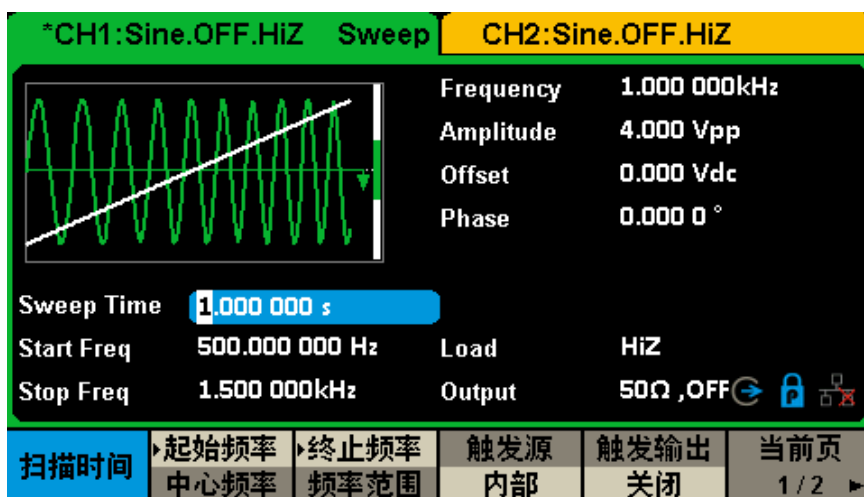 *CH1:Sine.OFF.HiZ Sweep
CH2:Sine.OFF.HiZ
Frequency 1.000 000kHz
Amplitude 4.000 Vpp
Offset 0.000 Vdc
Phase 0.000 0 °
Sweep Time 1.000 000 s
Start Freq 500.000 000 Hz
Load HiZ
Stop Freq 1.500 000kHz
Output 50Ω ,OFF
P
扫描时间
起始频率
中心频率
终止频率
频率范围
触发源
内部
触发输出
关闭
当前页
1/2